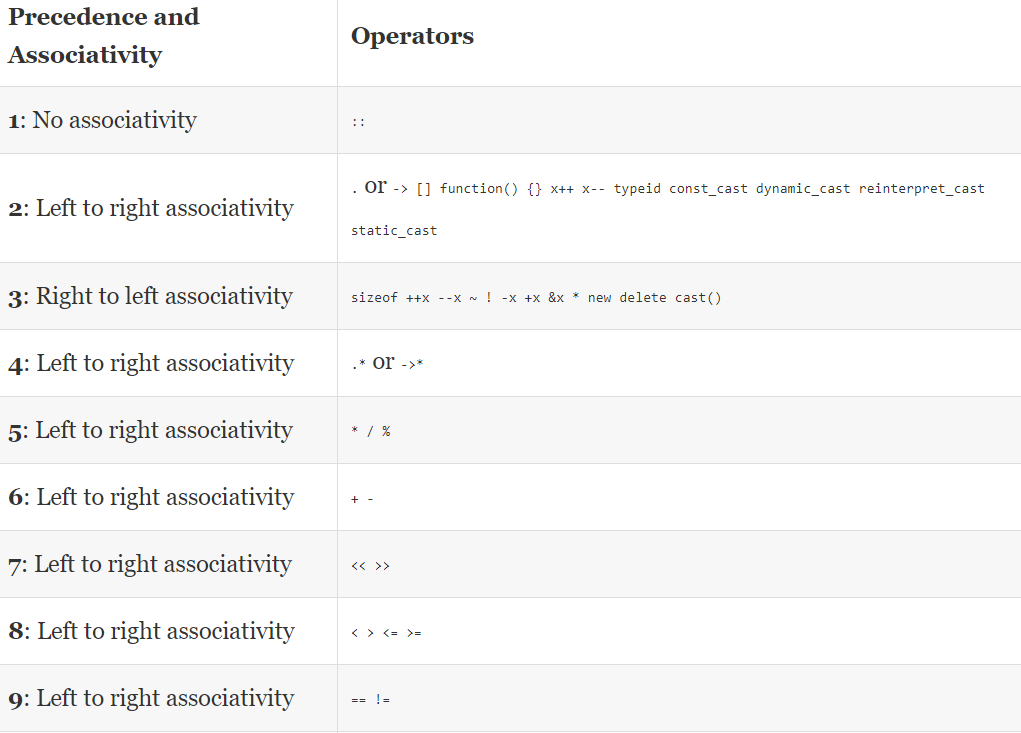 Precedence and
Associativity
Operators
1: No associativity
::
2: Left to right associativity
. or -> [] function() {} x++ x-- typeid const_cast dynamic_cast reinterpret_cast
static_cast
3: Right to left associativity
sizeof ++x --x ~ ! -x +x &x * new delete cast()
4: Left to right associativity
.* or ->*
5: Left to right associativity
* / %
6: Left to right associativity
+ -
7: Left to right associativity
<< >>
8: Left to right associativity
< > <= >=
9: Left to right associativity
== !=